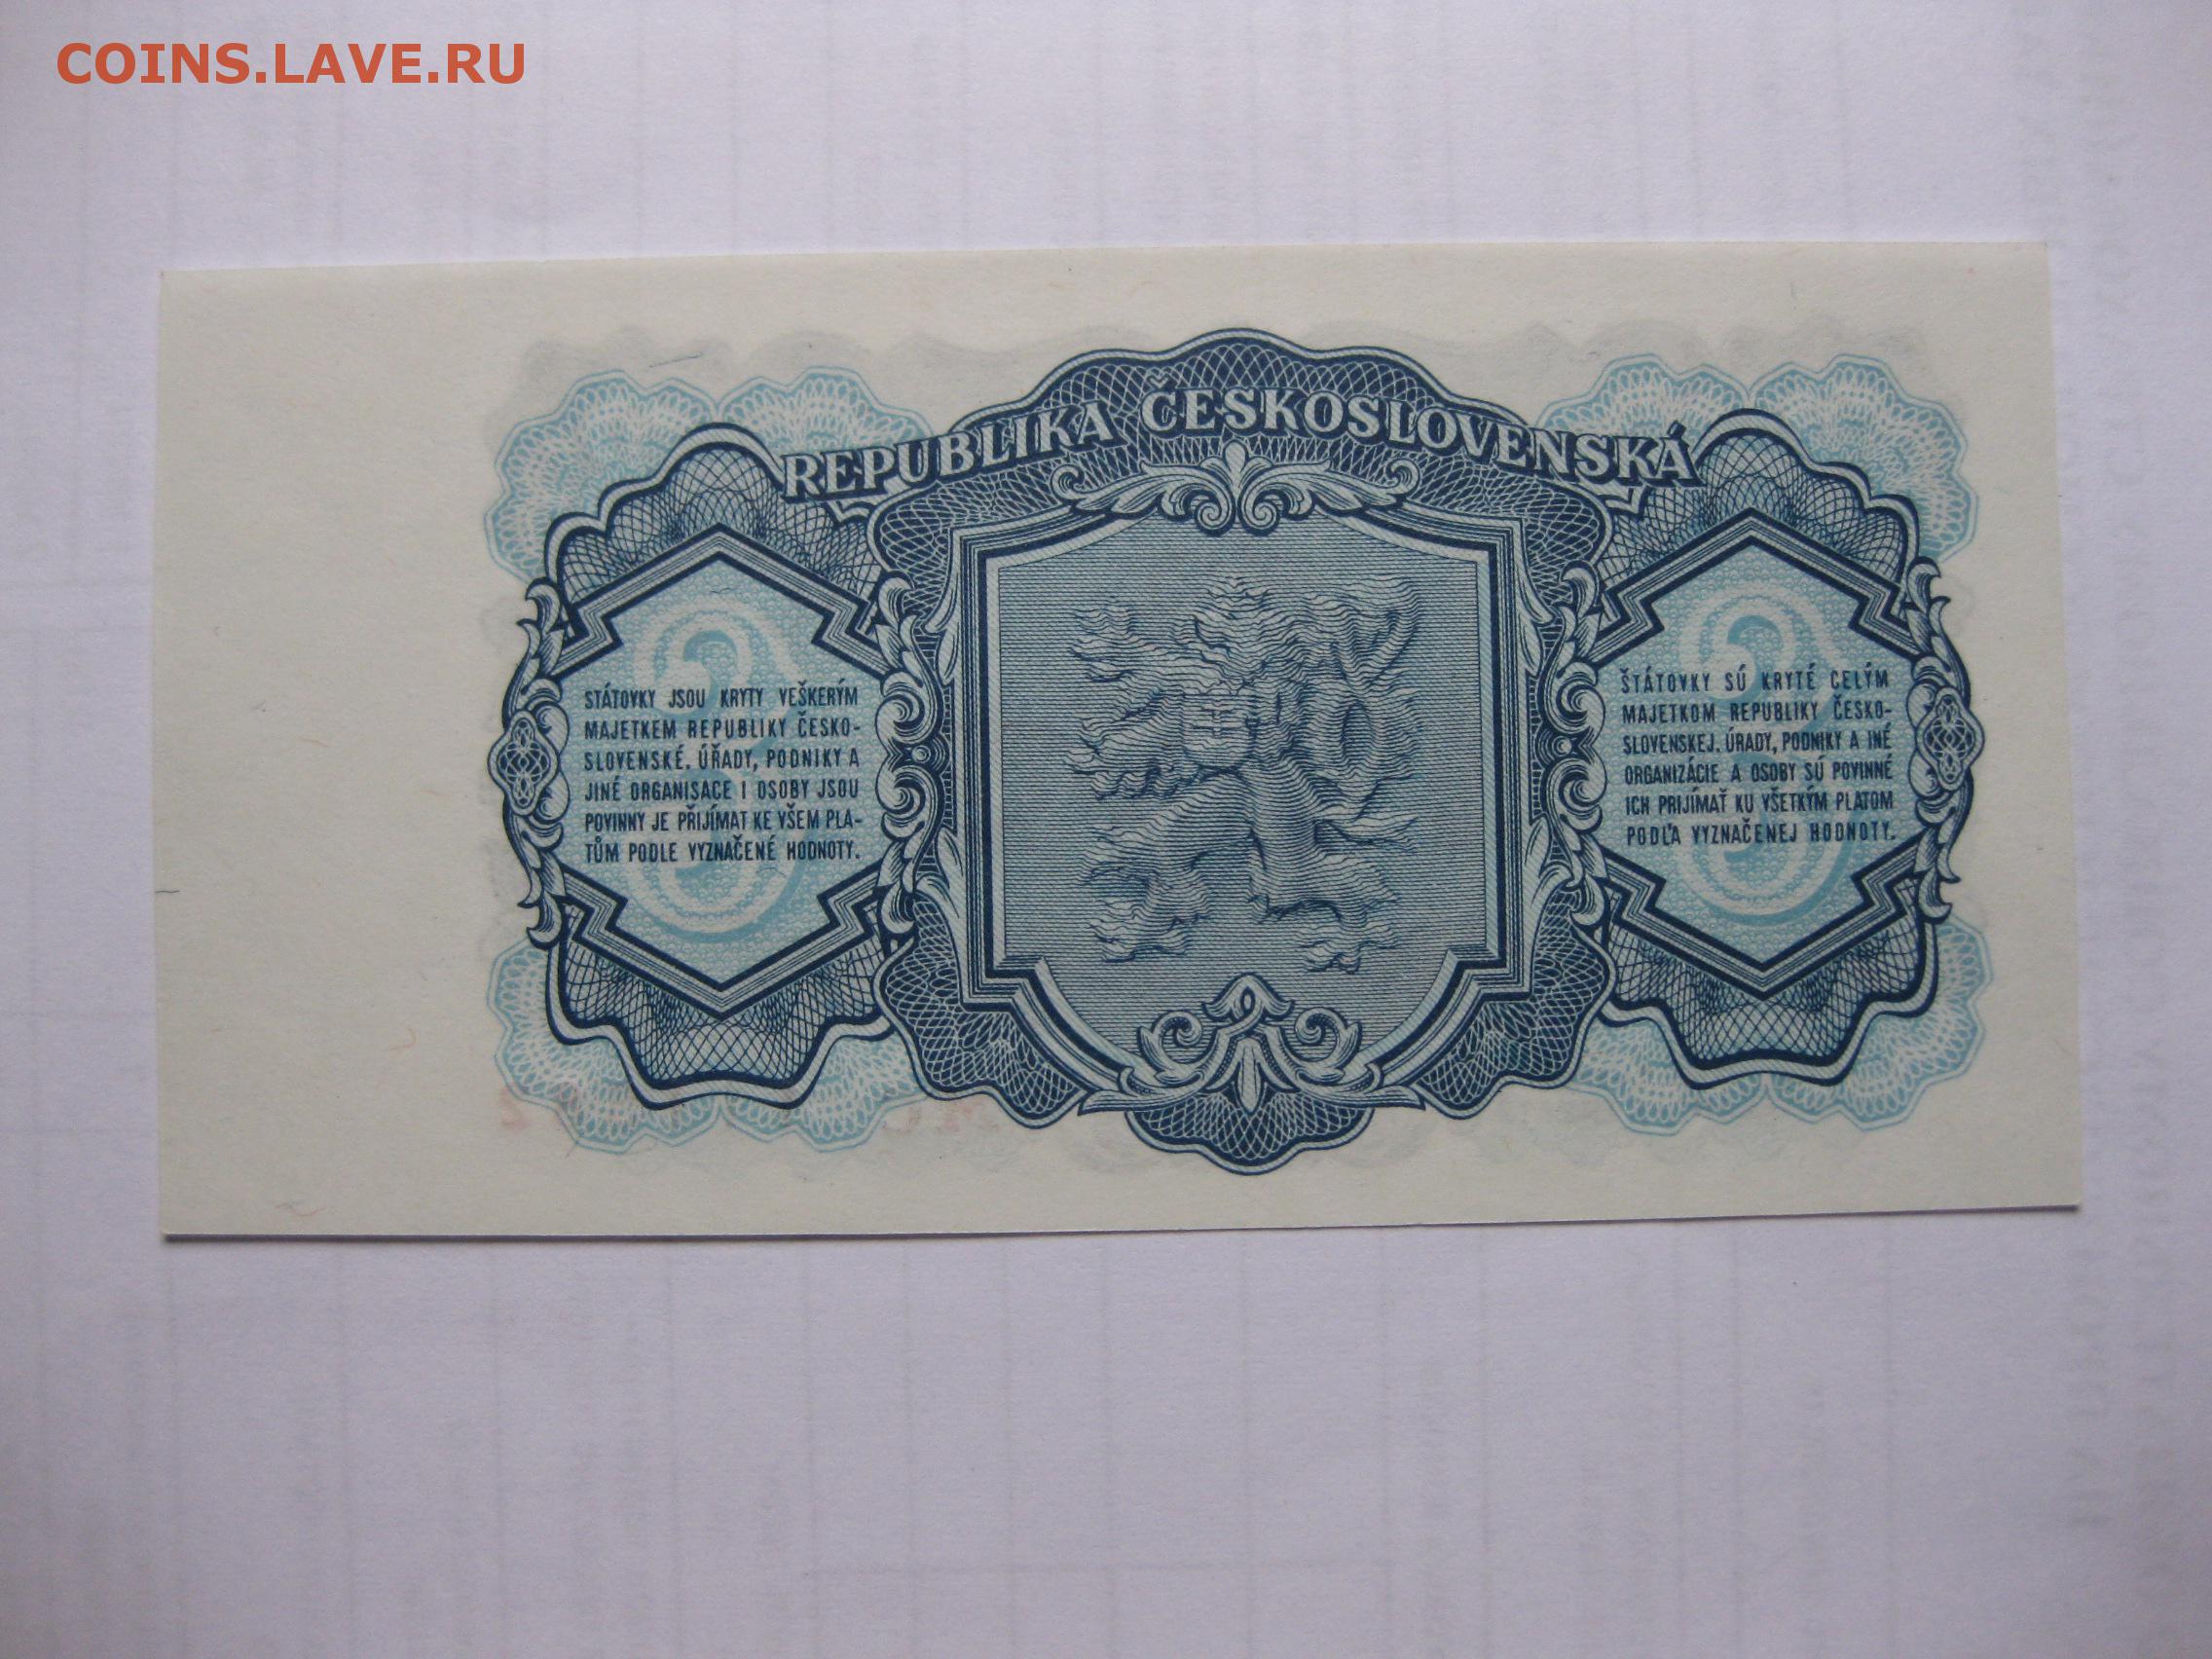 COINS.LAVE.RU
REPUBLIKA ČESKOSLOVENSKÁ
3
STÁTOVKY JSOU KRYTY VEŠKERÝM
MAJETKEM REPUBLIKY ČESKO-
SLOVENSKÉ. ÚŘADY, PODNIKY A
JINÉ ORGANISACE I OSOBY JSOU
POVINNY JE PŘIJÍMAT KE VŠEM PLA-
TŮM PODLE VYZNAČENÉ HODNOTY.
3
ŠTÁTOVKY SÚ KRYTÉ CELÝM
MAJETKOM REPUBLIKY ČESKO-
SLOVENSKEJ. ÚRADY, PODNIKY A INÉ
ORGANIZÁCIE A OSOBY SÚ POVINNÉ
ICH PRIJÍMAŤ KU VŠETKÝM PLATOM
PODĽA VYZNAČENEJ HODNOTY.